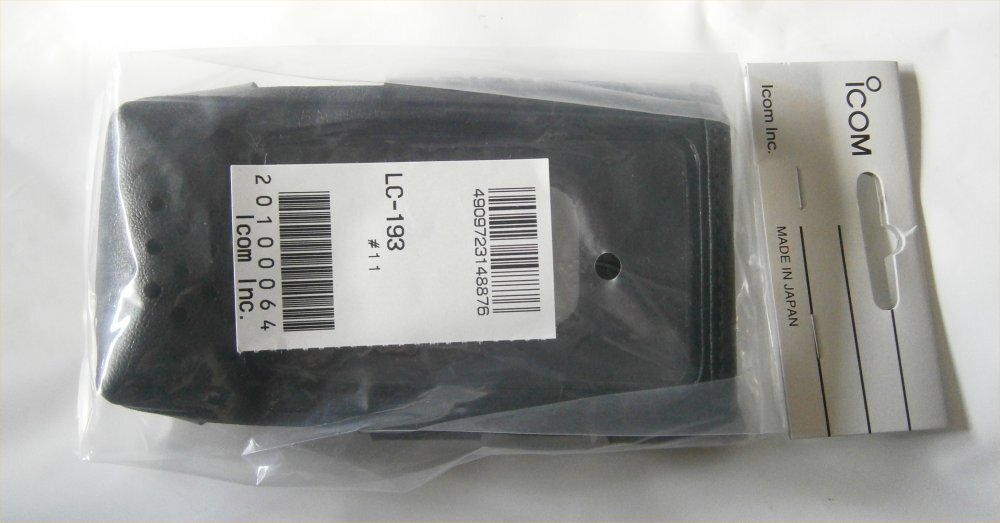 4909723148876
LC-193
#11
20100064
Icom Inc.
ICOM
Icom Inc.
MADE IN JAPAN